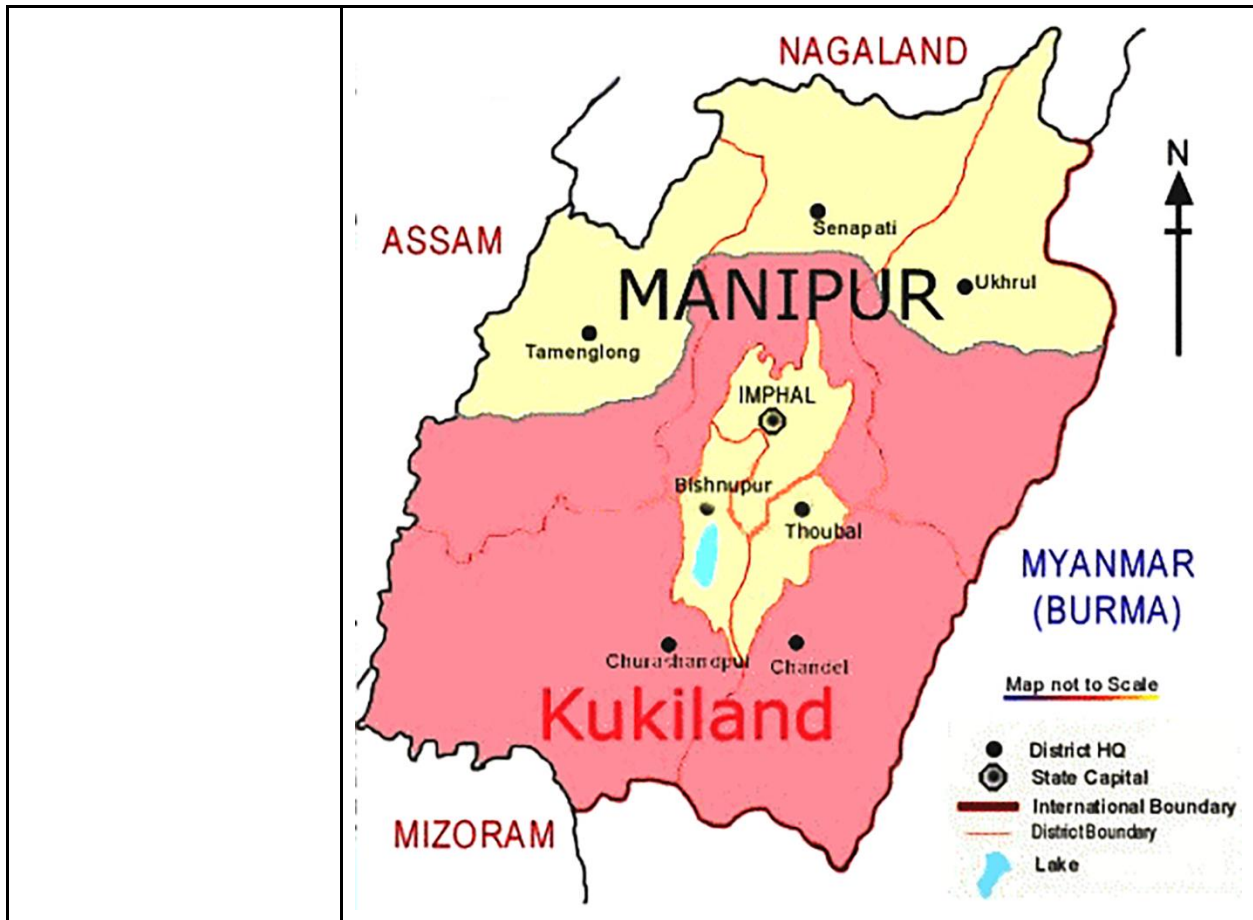 NAGALAND
N
ASSAM
Senapati
MANIPUR
Ukhrul
Tamenglong
IMPHAL
Bishnupur
Thoubal
MYANMAR
(BURMA)
Churashandpul
Chandel
Map not to Scale
Kukiland
District HQ
State Capital
International Boundary
MIZORAM
District Boundary
Lake